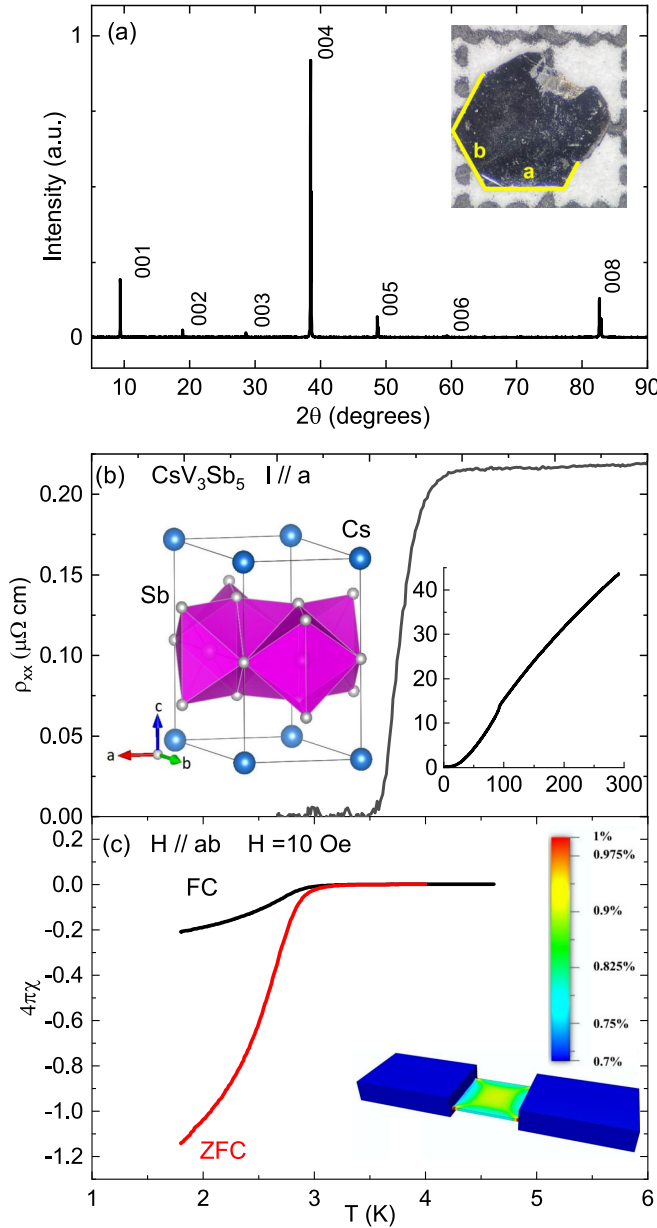 (a)
004
1
Intensity (a.u.)
b
a
001
002
003
005
006
008
0
10 20 30 40 50 60 70 80 90
2θ (degrees)
(b) CsV₃Sb₅ I // a
0.20
0.15
0.10
0.05
0.00
ρₓₓ (μΩ cm)
Cs
Sb
c
a
b
40
30
20
10
0
0 100 200 300
(c) H // ab H =10 Oe
0.2
0.0
-0.2
-0.4
-0.6
-0.8
-1.0
-1.2
4πχ
FC
ZFC
1%
0.975%
0.9%
0.825%
0.75%
0.7%
1 2 3 4 5 6
T (K)